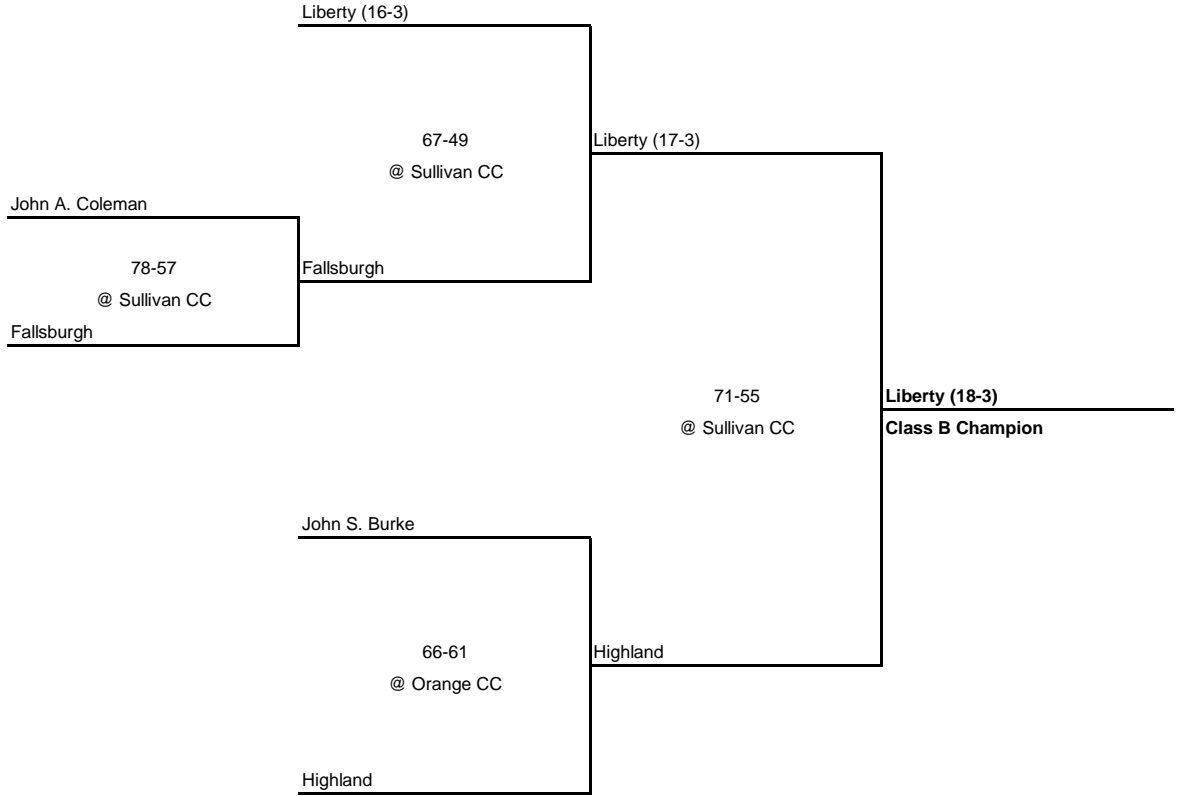 Liberty (16-3)
67-49
Liberty (17-3)
@ Sullivan CC
John A. Coleman
78-57
Fallsburgh
@ Sullivan CC
Fallsburgh
71-55
Liberty (18-3)
@ Sullivan CC
Class B Champion
John S. Burke
66-61
Highland
@ Orange CC
Highland